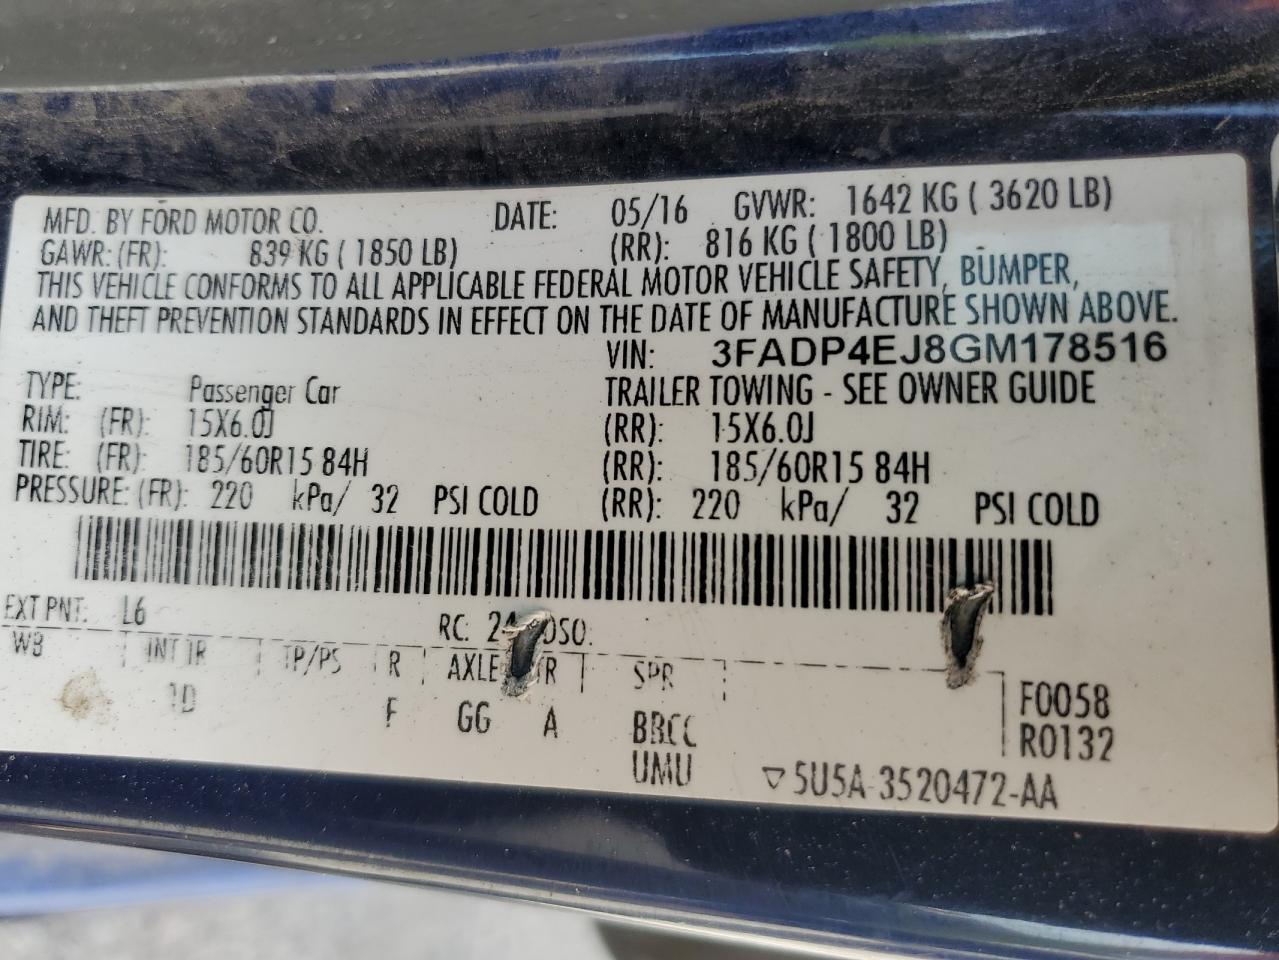 MFD. BY FORD MOTOR CO. DATE: 05/16 GVWR: 1642 KG ( 3620 LB)
GAWR: (FR): 839 KG ( 1850 LB) (RR): 816 KG ( 1800 LB)
THIS VEHICLE CONFORMS TO ALL APPLICABLE FEDERAL MOTOR VEHICLE SAFETY, BUMPER,
AND THEFT PREVENTION STANDARDS IN EFFECT ON THE DATE OF MANUFACTURE SHOWN ABOVE.
VIN: 3FADP4EJ8GM178516
TYPE: Passenger Car TRAILER TOWING - SEE OWNER GUIDE
RIM: (FR): 15X6.0J (RR): 15X6.0J
TIRE: (FR): 185/60R15 84H (RR): 185/60R15 84H
PRESSURE: (FR): 220 kPa/ 32 PSI COLD (RR): 220 kPa/ 32 PSI COLD
EXT PNT: L6 RC: DSO:
WB INT TR TP/PS R AXLE TR SPR
1D F GG A BRCC F0058
UMU R0132
▽5U5A-3520472-AA